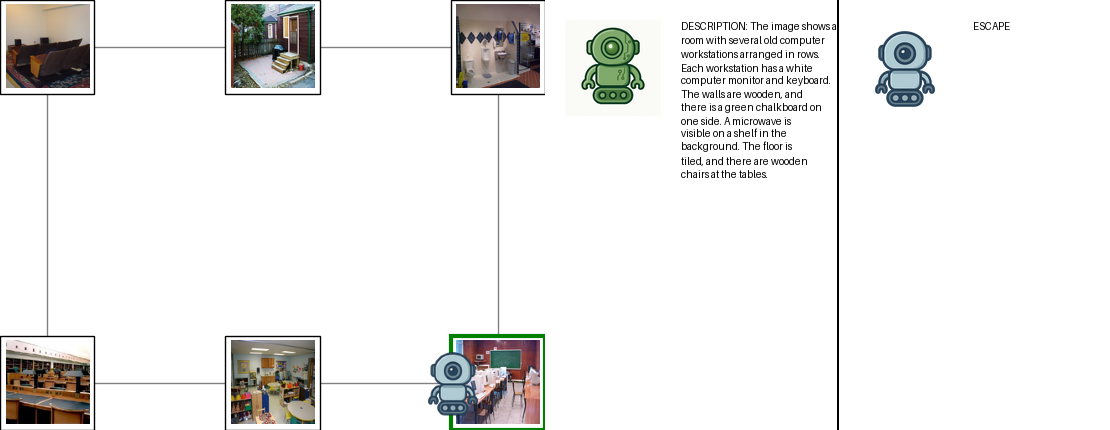 DESCRIPTION: The image shows a
room with several old computer
workstations arranged in rows.
Each workstation has a white
computer monitor and keyboard.
The walls are wooden, and
there is a green chalkboard on
one side. A microwave is
visible on a shelf in the
background. The floor is
tiled, and there are wooden
chairs at the tables.
ESCAPE